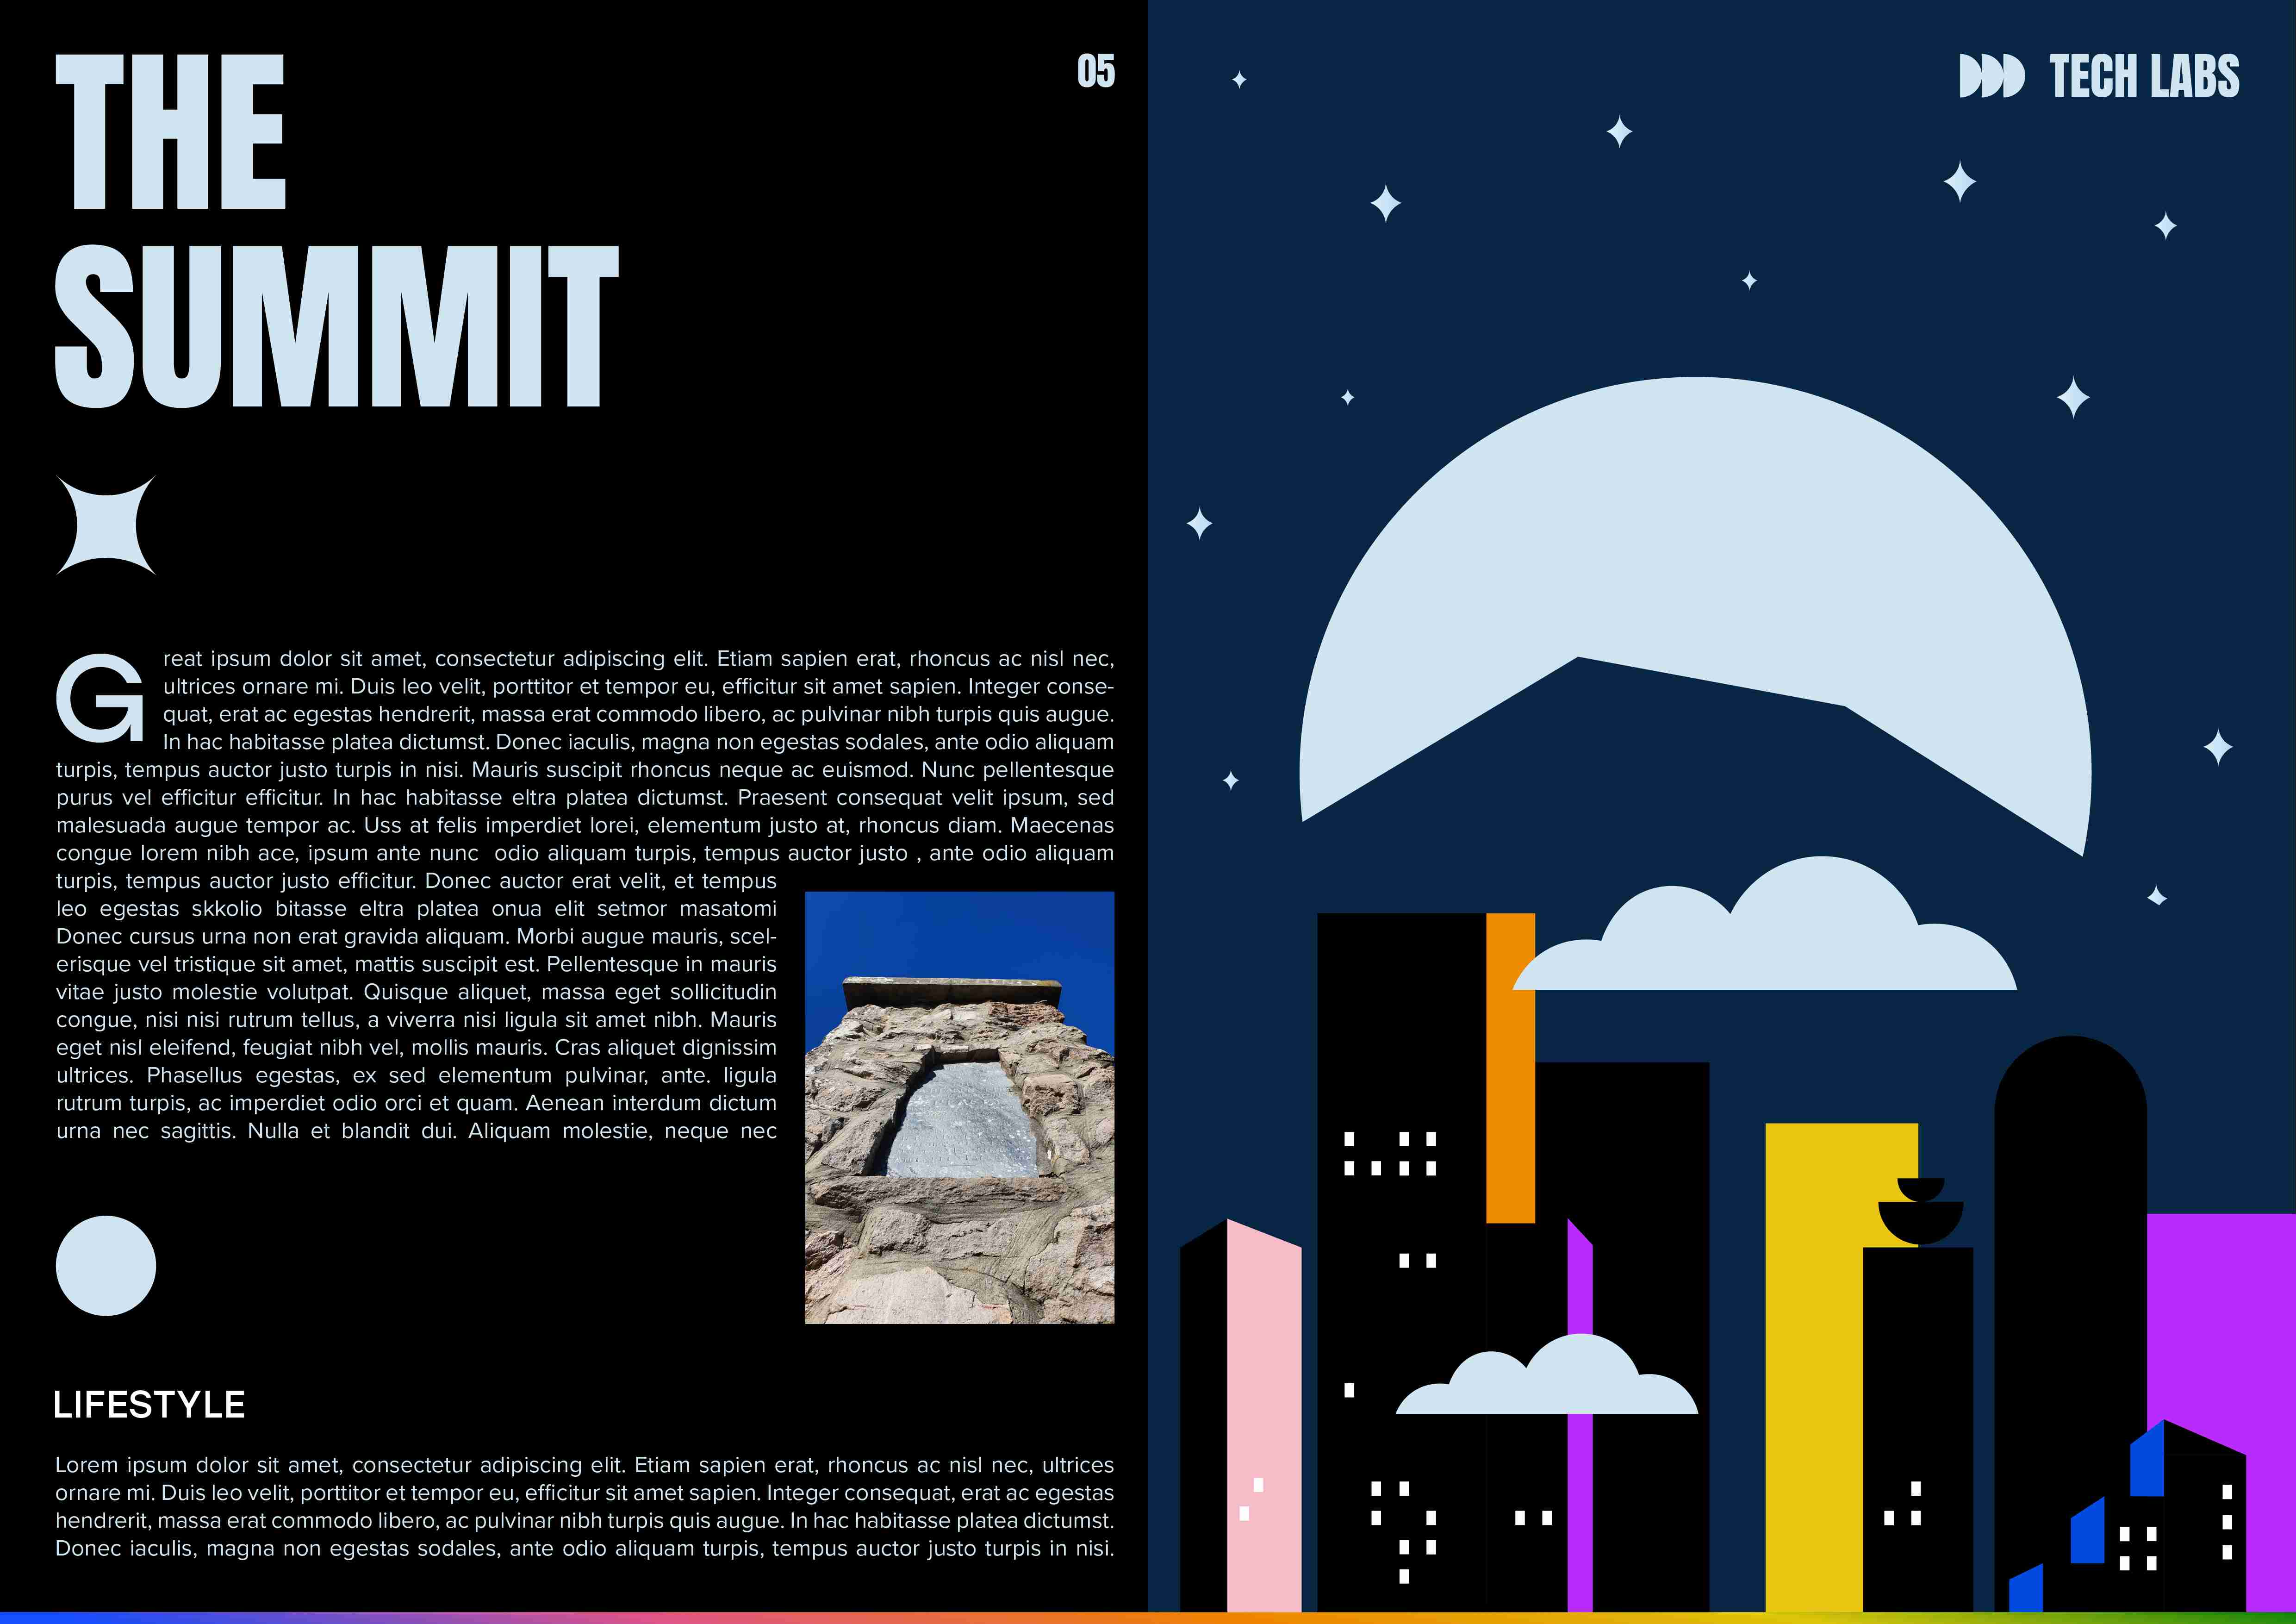 THE
SUMMIT
05
Great ipsum dolor sit amet, consectetur adipiscing elit. Etiam sapien erat, rhoncus ac nisl nec,
ultrices ornare mi. Duis leo velit, porttitor et tempor eu, efficitur sit amet sapien. Integer conse-
quat, erat ac egestas hendrerit, massa erat commodo libero, ac pulvinar nibh turpis quis augue.
In hac habitasse platea dictumst. Donec iaculis, magna non egestas sodales, ante odio aliquam
turpis, tempus auctor justo turpis in nisi. Mauris suscipit rhoncus neque ac euismod. Nunc pellentesque
purus vel efficitur efficitur. In hac habitasse eltra platea dictumst. Praesent consequat velit ipsum, sed
malesuada augue tempor ac. Uss at felis imperdiet lorei, elementum justo at, rhoncus diam. Maecenas
congue lorem nibh ace, ipsum ante nunc odio aliquam turpis, tempus auctor justo , ante odio aliquam
turpis, tempus auctor justo efficitur. Donec auctor erat velit, et tempus
leo egestas skkolio bitasse eltra platea onua elit setmor masatomi
Donec cursus urna non erat gravida aliquam. Morbi augue mauris, scel-
erisque vel tristique sit amet, mattis suscipit est. Pellentesque in mauris
vitae justo molestie volutpat. Quisque aliquet, massa eget sollicitudin
congue, nisi nisi rutrum tellus, a viverra nisi ligula sit amet nibh. Mauris
eget nisl eleifend, feugiat nibh vel, mollis mauris. Cras aliquet dignissim
ultrices. Phasellus egestas, ex sed elementum pulvinar, ante. ligula
rutrum turpis, ac imperdiet odio orci et quam. Aenean interdum dictum
urna nec sagittis. Nulla et blandit dui. Aliquam molestie, neque nec
LIFESTYLE
Lorem ipsum dolor sit amet, consectetur adipiscing elit. Etiam sapien erat, rhoncus ac nisl nec, ultrices
ornare mi. Duis leo velit, porttitor et tempor eu, efficitur sit amet sapien. Integer consequat, erat ac egestas
hendrerit, massa erat commodo libero, ac pulvinar nibh turpis quis augue. In hac habitasse platea dictumst.
Donec iaculis, magna non egestas sodales, ante odio aliquam turpis, tempus auctor justo turpis in nisi.
TECH LABS